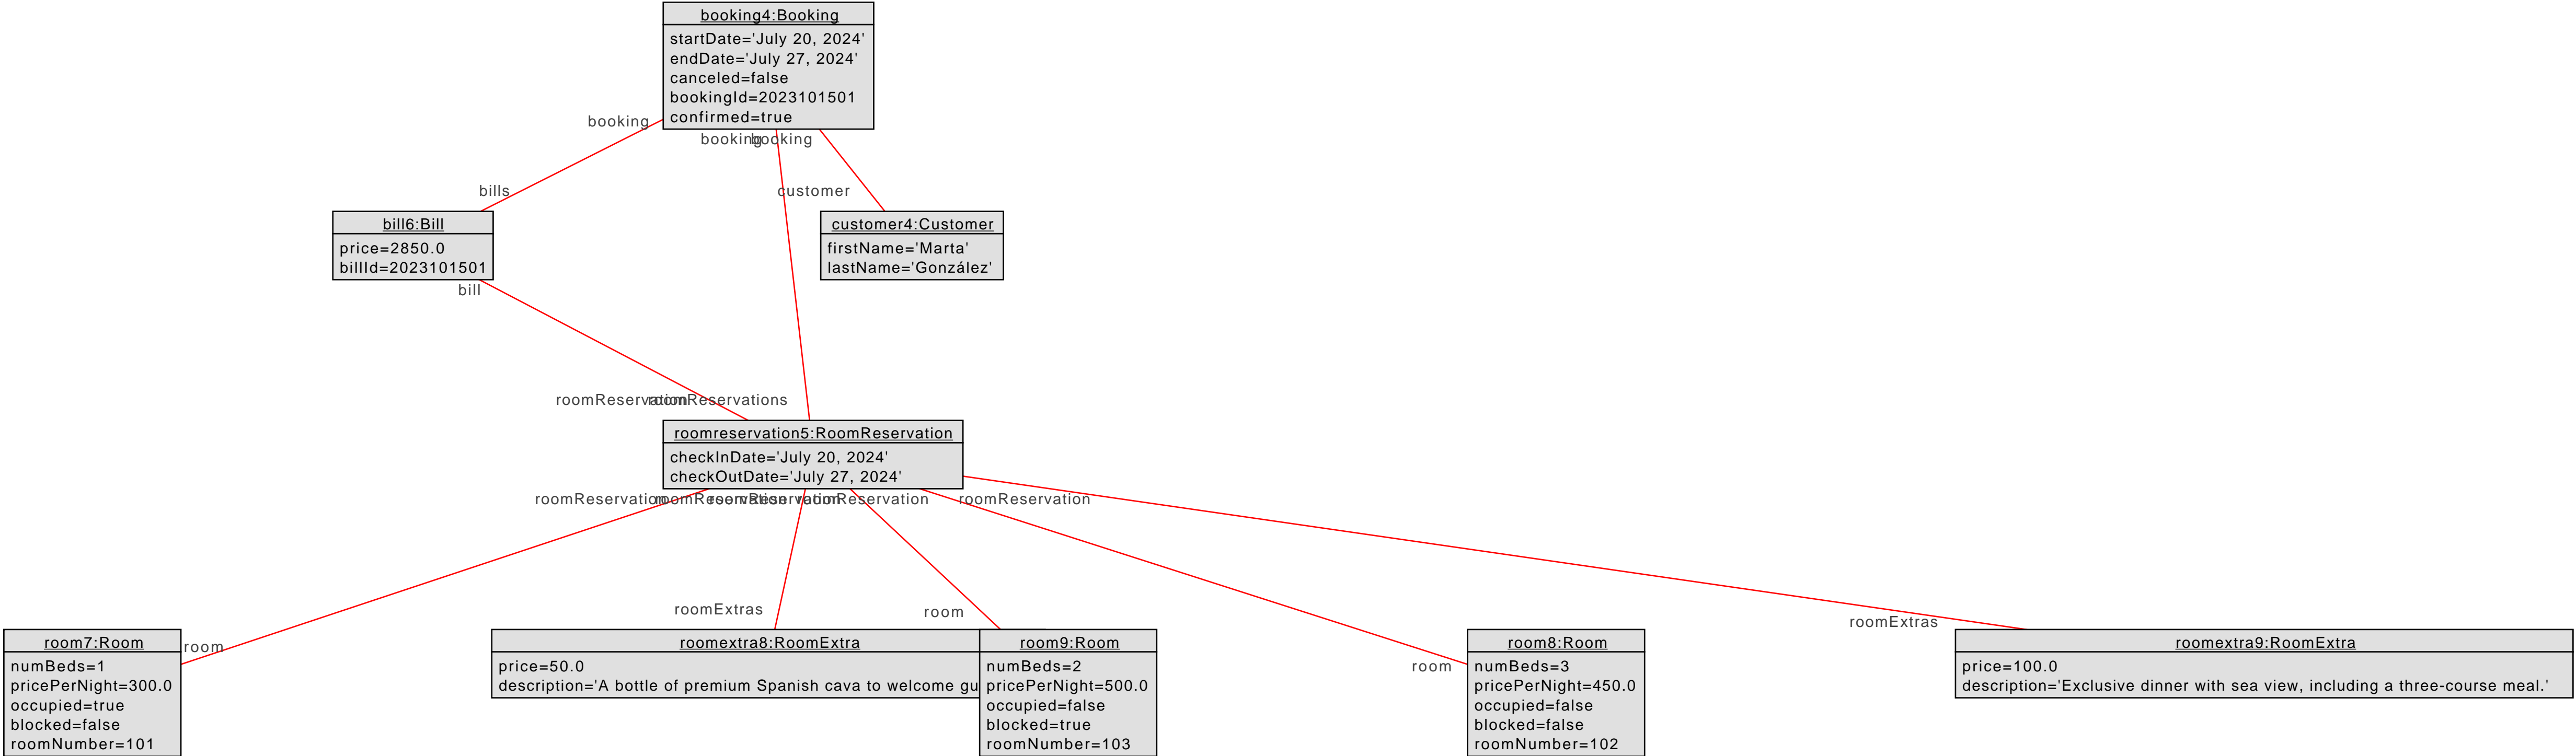 booking4:Booking
startDate='July 20, 2024'
endDate='July 27, 2024'
canceled=false
bookingId=2023101501
confirmed=true
booking
booking
booking
bills
customer
bill6:Bill
price=2850.0
billId=2023101501
customer4:Customer
firstName='Marta'
lastName='González'
bill
roomReservation
roomReservations
roomreservation5:RoomReservation
checkInDate='July 20, 2024'
checkOutDate='July 27, 2024'
roomReservation
roomReservation
roomReservation
roomReservation
roomReservation
roomExtras
room
roomExtras
room
room
room7:Room
numBeds=1
pricePerNight=300.0
occupied=true
blocked=false
roomNumber=101
roomextra8:RoomExtra
price=50.0
description='A bottle of premium Spanish cava to welcome
room9:Room
numBeds=2
pricePerNight=500.0
occupied=false
blocked=true
roomNumber=103
room8:Room
numBeds=3
pricePerNight=450.0
occupied=false
blocked=false
roomNumber=102
roomextra9:RoomExtra
price=100.0
description='Exclusive dinner with sea view, including a three-course meal.'